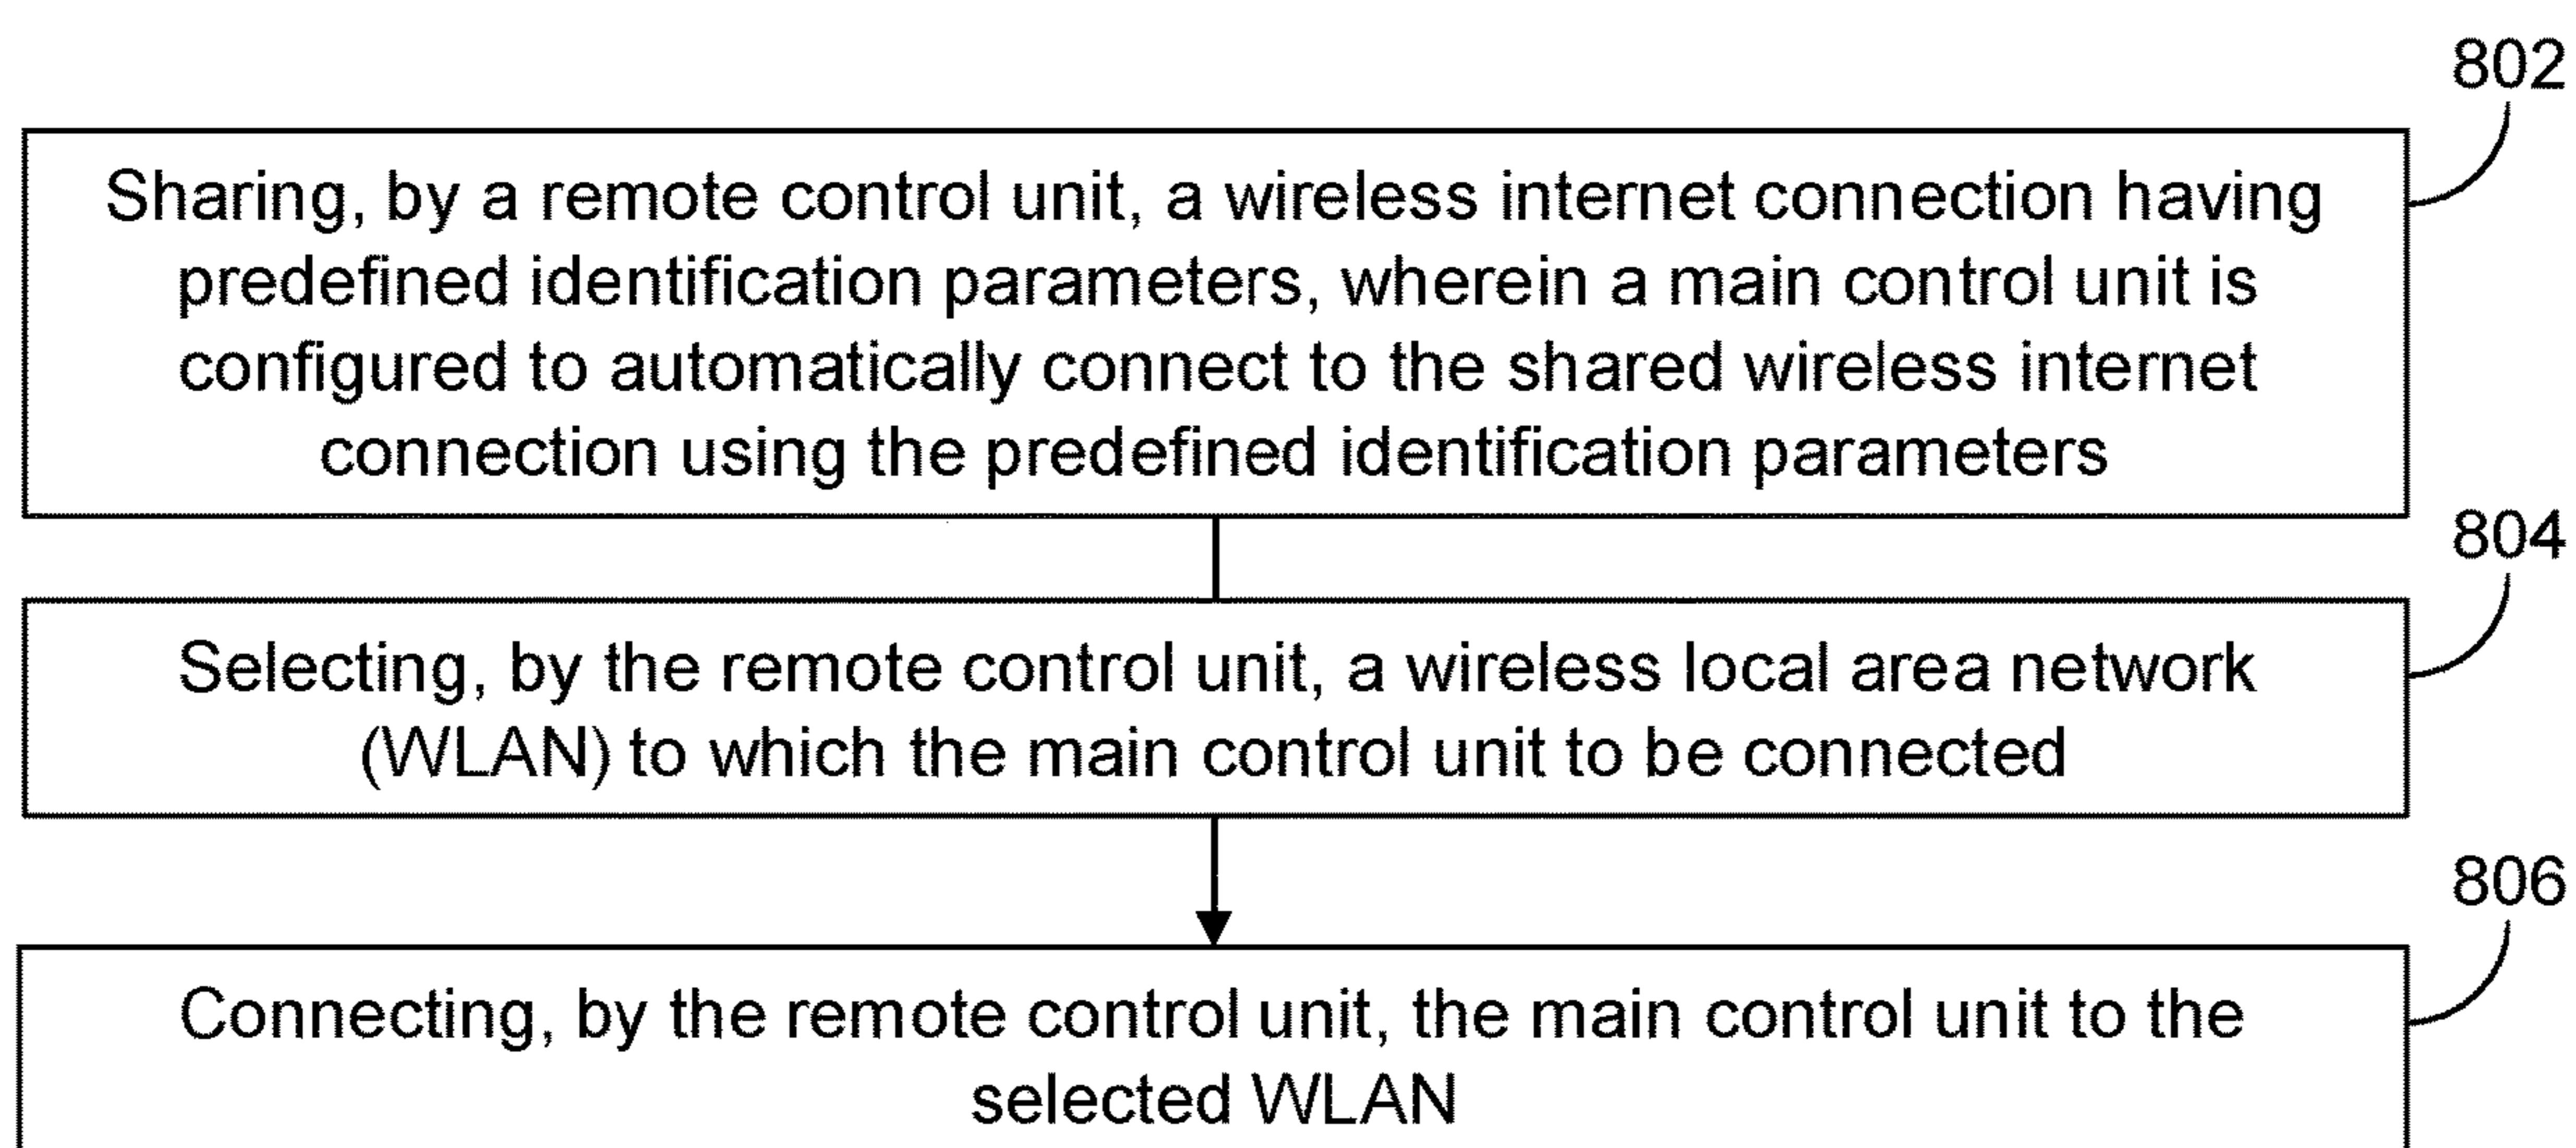 802
Sharing, by a remote control unit, a wireless internet connection having
predefined identification parameters, wherein a main control unit is
configured to automatically connect to the shared wireless internet
connection using the predefined identification parameters
804
Selecting, by the remote control unit, a wireless local area network
(WLAN) to which the main control unit to be connected
806
Connecting, by the remote control unit, the main control unit to the
selected WLAN